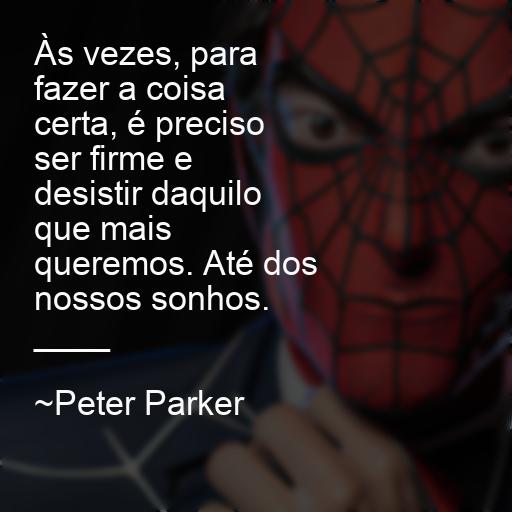 Às vezes, para
fazer a coisa
certa, é preciso
ser firme e
desistir daquilo
que mais
queremos. Até dos
nossos sonhos.
~Peter Parker